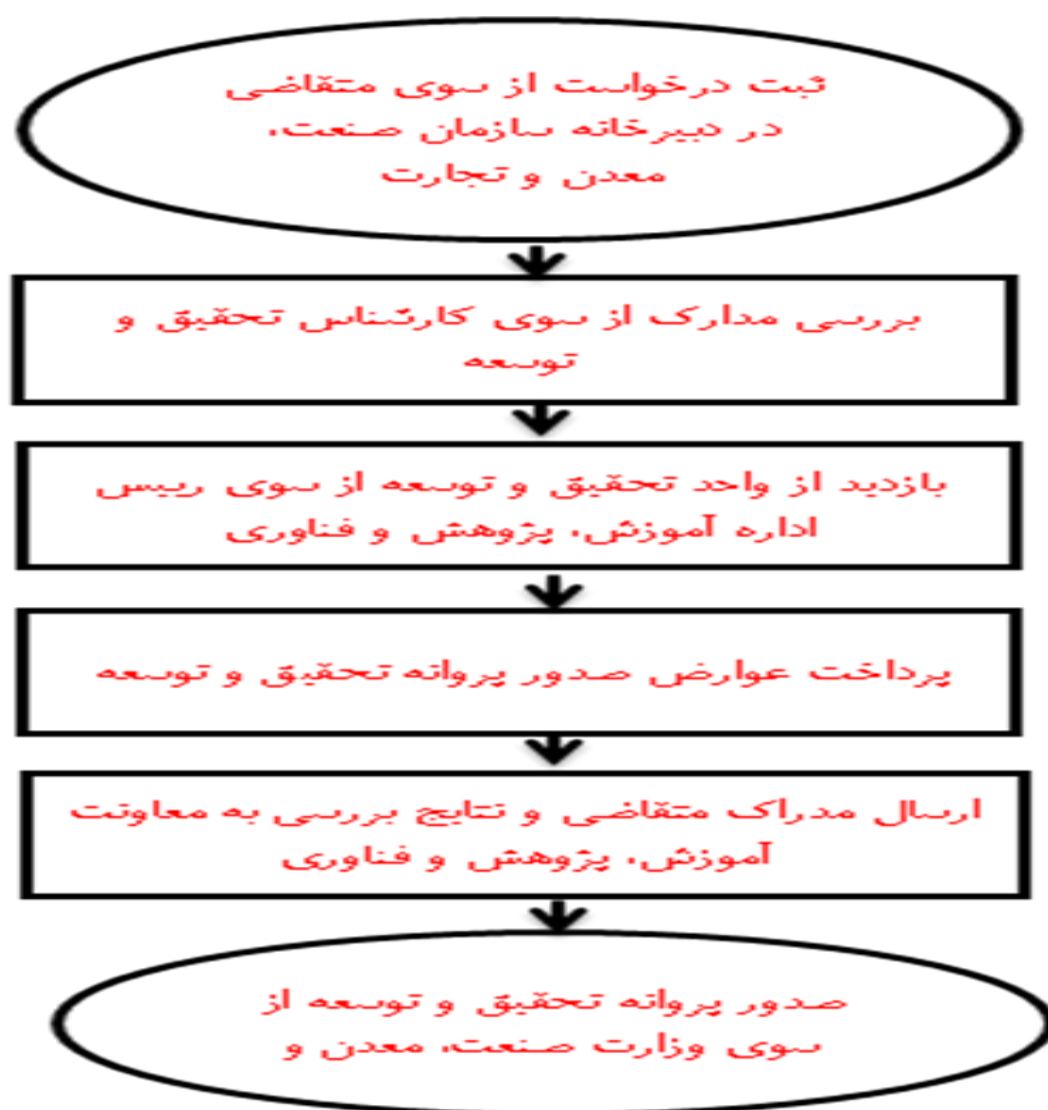 ثبت درخواست از سوی متقاضی
در دبیرخانه سازمان صنعت،
معدن و تجارت
بررسی مدارک از سوی کارشناس تحقیق و
توسعه
بازدید از واحد تحقیق و توسعه از سوی رییس
اداره آموزش، پژوهش و فناوری
پرداخت عوارض صدور پروانه تحقیق و توسعه
ارسال مدراک متقاضی و نتایج بررسی به معاونت
آموزش، پژوهش و فناوری
صدور پروانه تحقیق و توسعه از
سوی وزارت صنعت، معدن و